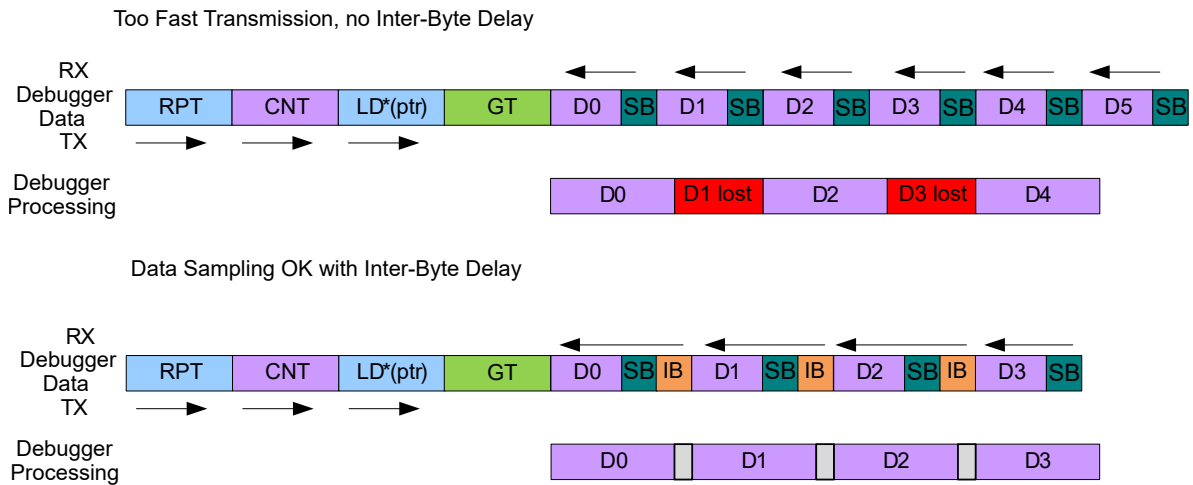 Too Fast Transmission, no Inter-Byte Delay
RX
Debugger
Data
TX
RPT CNT LD*(ptr) GT D0 SB D1 SB D2 SB D3 SB D4 SB D5 SB
Debugger
Processing
D0 D1 lost D2 D3 lost D4
Data Sampling OK with Inter-Byte Delay
RX
Debugger
Data
TX
RPT CNT LD*(ptr) GT D0 SB IB D1 SB IB D2 SB IB D3 SB
Debugger
Processing
D0 D1 D2 D3